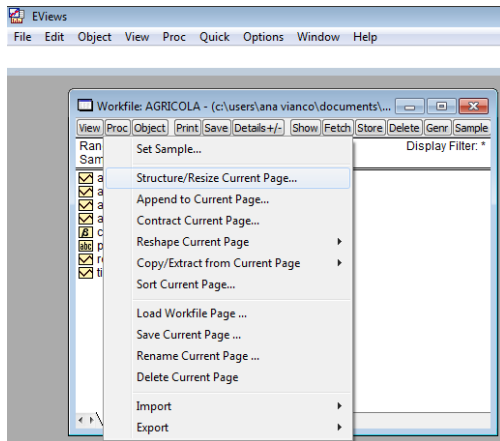 EViews
File Edit Object View Proc Quick Options Window Help
Workfile: AGRICOLA - (c:\users\ana vianco\documents\...
View Proc Object Print Save Details+/- Show Fetch Store Delete Genr Sample
Ran Display Filter: *
Sam
Set Sample...
Structure/Resize Current Page...
Append to Current Page...
Contract Current Page...
Reshape Current Page
Copy/Extract from Current Page
Sort Current Page...
Load Workfile Page ...
Save Current Page ...
Rename Current Page ...
Delete Current Page
Import
Export
a
a
a
a
β c
abc p
re
ti